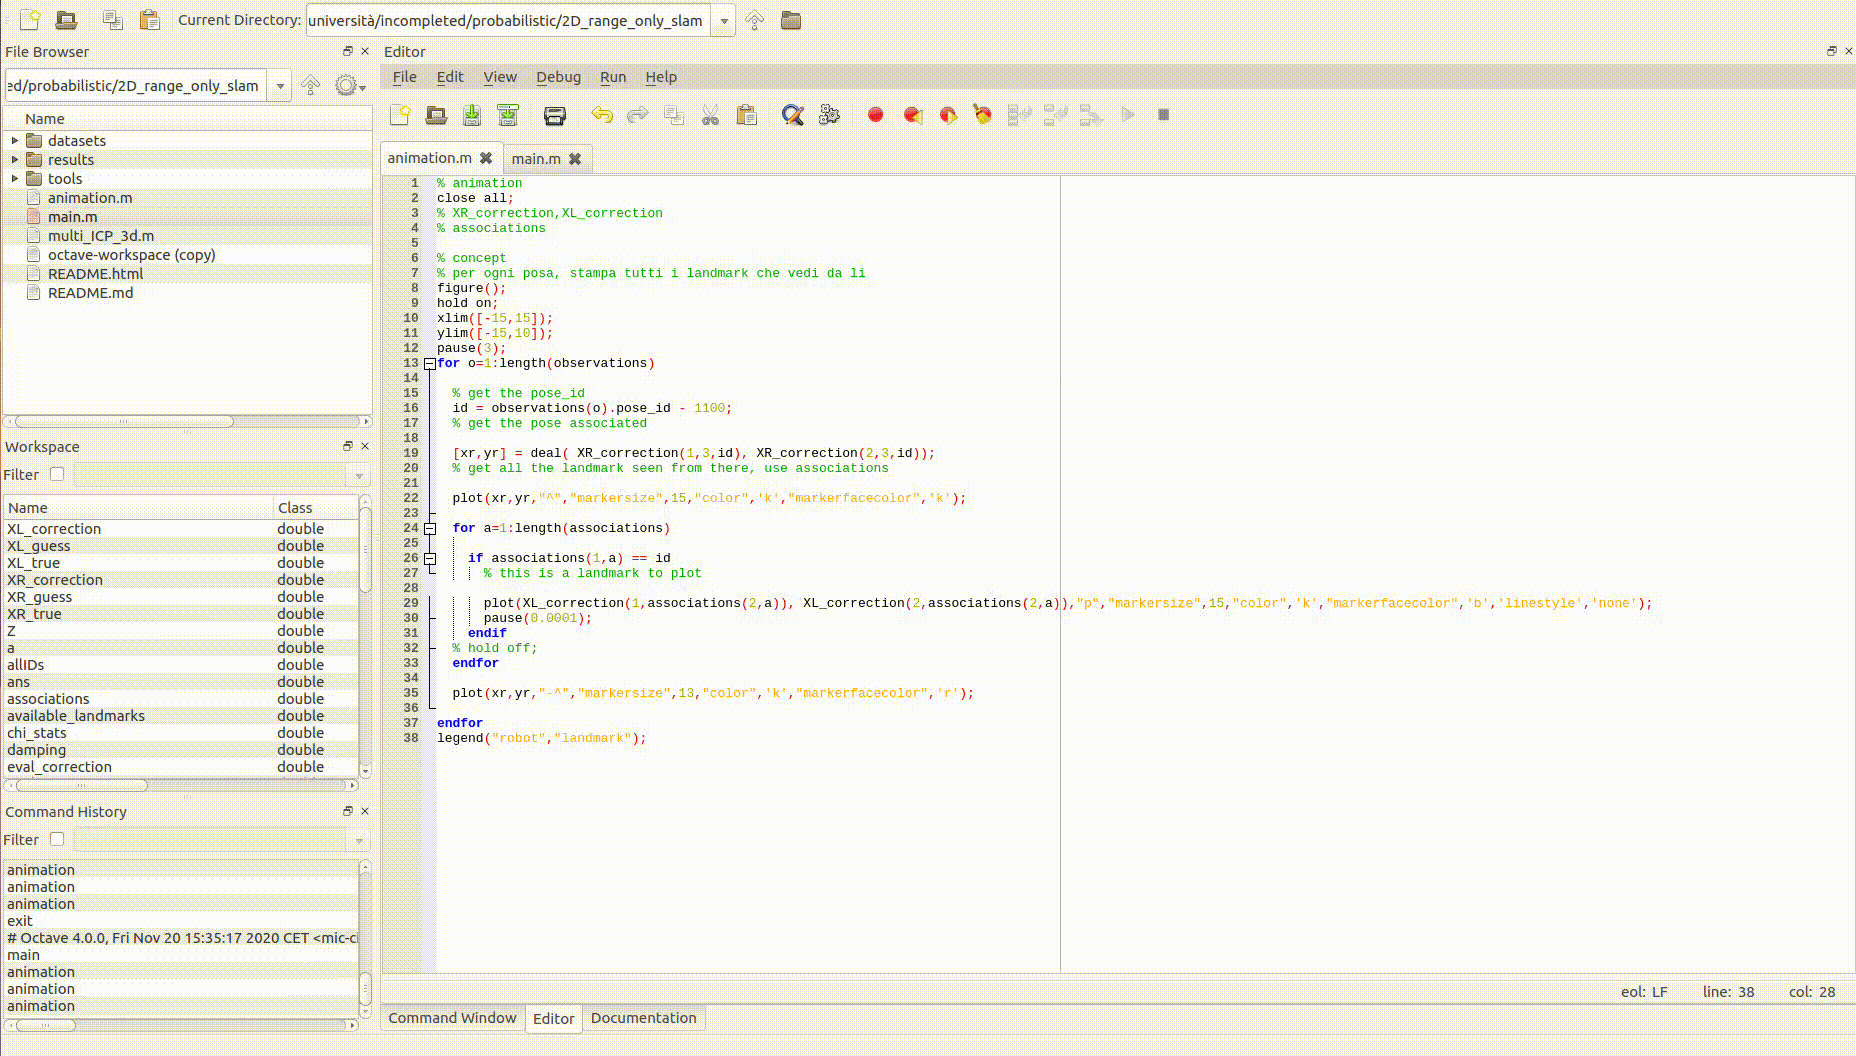 Current Directory: università/incompleted/probabilistic/2D_range_only_slam
File Browser
ed/probabilistic/2D_range_only_slam
Name
datasets
results
tools
animation.m
main.m
multi_ICP_3d.m
octave-workspace (copy)
README.html
README.md
Workspace
Filter
Name Class
XL_correction double
XL_guess double
XL_true double
XR_correction double
XR_guess double
XR_true double
Z double
a double
allIDs double
ans double
associations double
available_landmarks double
chi_stats double
damping double
eval_correction double
Command History
Filter
animation
animation
animation
exit
# Octave 4.0.0, Fri Nov 20 15:35:17 2020 CET <mic-ci
main
animation
animation
animation
Editor
File Edit View Debug Run Help
animation.m main.m
1 % animation
2 close all;
3 % XR_correction,XL_correction
4 % associations
5
6 % concept
7 % per ogni posa, stampa tutti i landmark che vedi da li
8 figure();
9 hold on;
10 xlim([-15,15]);
11 ylim([-15,10]);
12 pause(3);
13 for o=1:length(observations)
14
15 % get the pose_id
16 id = observations(o).pose_id - 1100;
17 % get the pose associated
18
19 [xr,yr] = deal( XR_correction(1,3,id), XR_correction(2,3,id));
20 % get all the landmark seen from there, use associations
21
22 plot(xr,yr,"^","markersize",15,"color",'k',"markerfacecolor",'k');
23
24 for a=1:length(associations)
25
26 if associations(1,a) == id
27 % this is a landmark to plot
28
29 plot(XL_correction(1,associations(2,a)), XL_correction(2,associations(2,a)),"p","markersize",15,"color",'k',"markerfacecolor",'b','linestyle','none');
30 pause(0.0001);
31 endif
32 % hold off;
33 endfor
34
35 plot(xr,yr,"-^","markersize",13,"color",'k',"markerfacecolor",'r');
36
37 endfor
38 legend("robot","landmark");
eol: LF line: 38 col: 28
Command Window Editor Documentation